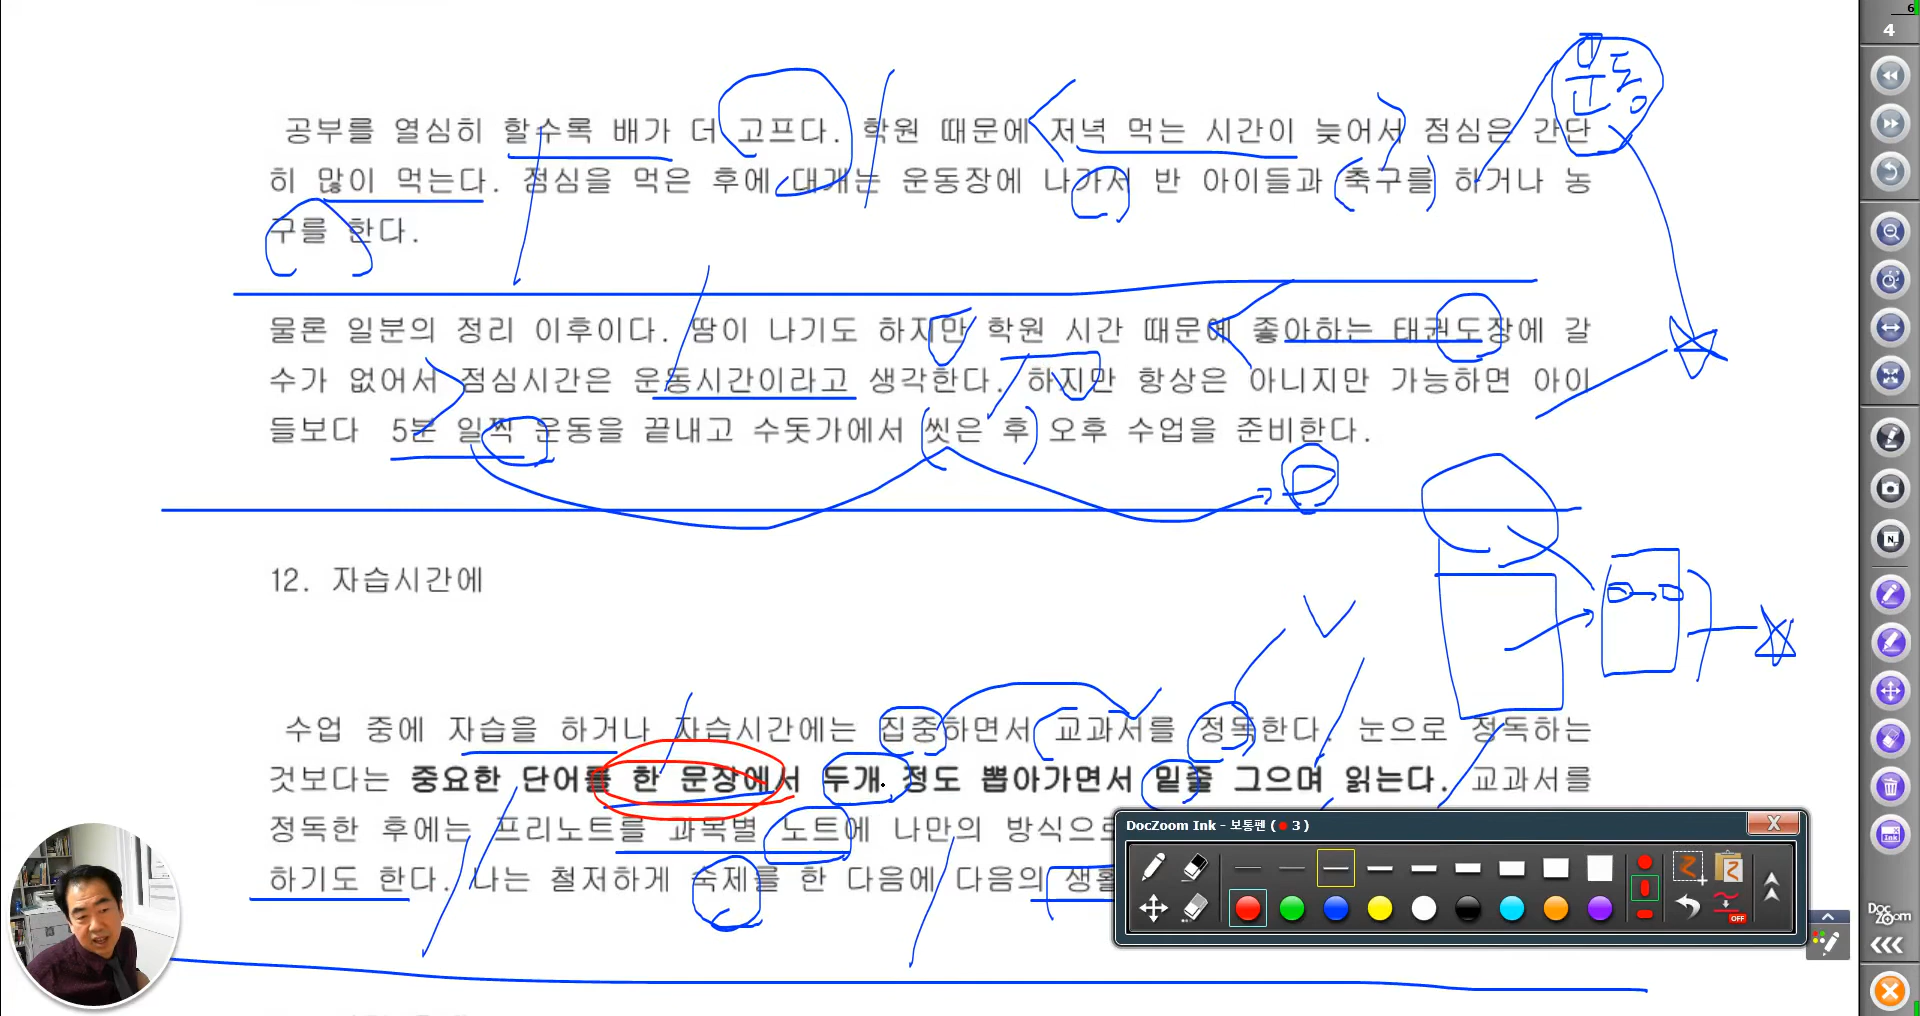 6
4
운동
공부를 열심히 할수록 배가 더 고프다. 학원 때문에 저녁 먹는 시간이 늦어서 점심은 간단
히 많이 먹는다. 점심을 먹은 후에 대개는 운동장에 나가서 반 아이들과 축구를 하거나 농
구를 한다.
물론 일분의 정리 이후이다. 땀이 나기도 하지만 학원 시간 때문에 좋아하는 태권도장에 갈
수가 없어서 점심시간은 운동시간이라고 생각한다. 하지만 항상은 아니지만 가능하면 아이
들보다 5분 일찍 운동을 끝내고 수돗가에서 씻은 후 오후 수업을 준비한다.
12. 자습시간에
수업 중에 자습을 하거나 자습시간에는 집중하면서 교과서를 정독한다. 눈으로 정독하는
것보다는 중요한 단어를 한 문장에서 두개 정도 뽑아가면서 밑줄 그으며 읽는다. 교과서를
정독한 후에는 프리노트를 과목별 노트에 나만의 방식으로
하기도 한다. 나는 철저하게 숙제를 한 다음에 다음의 생활
DocZoom Ink - 보통펜 ( 3 )
X
OFF
N
Ink
Doc
Zoom